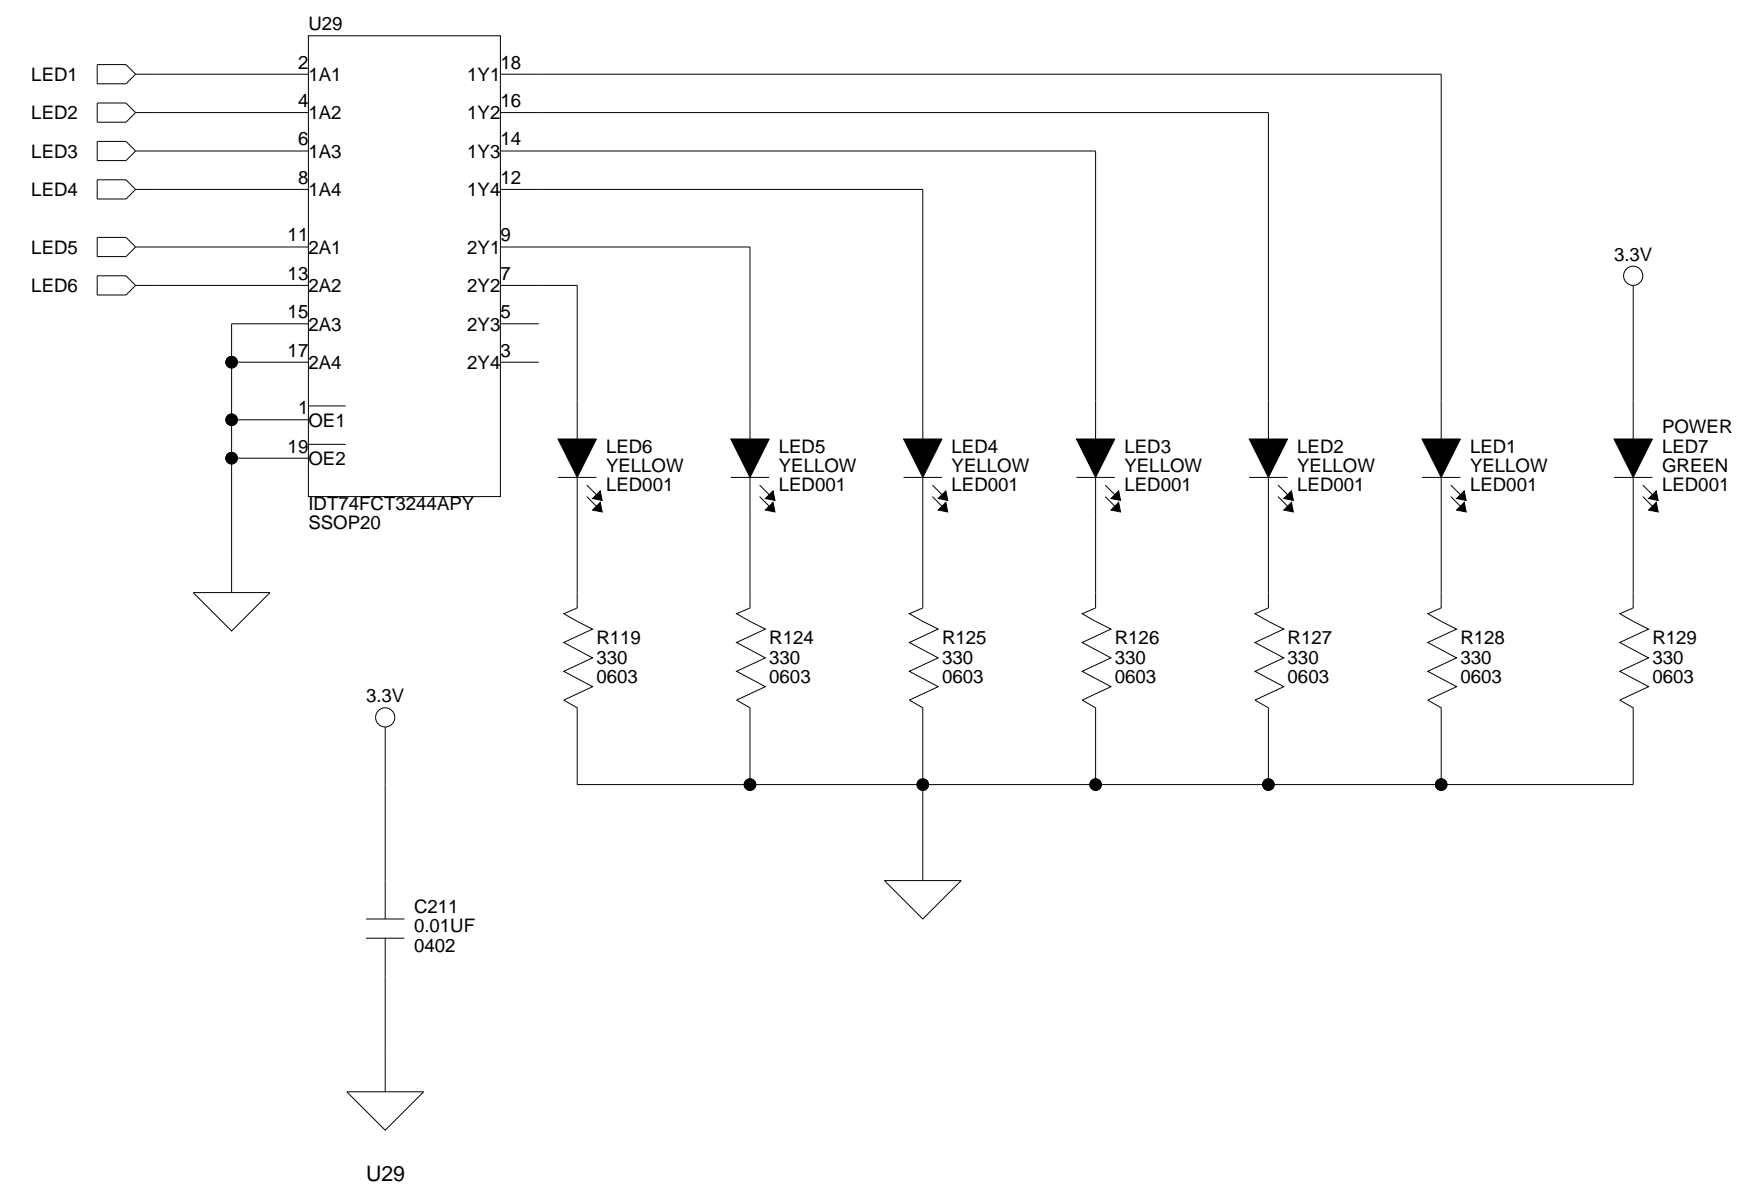 U29
LED1
2
1A1
1Y1
18
LED2
4
1A2
1Y2
16
LED3
6
1A3
1Y3
14
LED4
8
1A4
1Y4
12
LED5
11
2A1
2Y1
9
LED6
13
2A2
2Y2
7
15
2A3
2Y3
5
17
2A4
2Y4
3
1
OE1
19
OE2
IDT74FCT3244APY
SSOP20
3.3V
LED6
YELLOW
LED001
LED5
YELLOW
LED001
LED4
YELLOW
LED001
LED3
YELLOW
LED001
LED2
YELLOW
LED001
LED1
YELLOW
LED001
POWER
LED7
GREEN
LED001
R119
330
0603
R124
330
0603
R125
330
0603
R126
330
0603
R127
330
0603
R128
330
0603
R129
330
0603
3.3V
C211
0.01UF
0402
U29